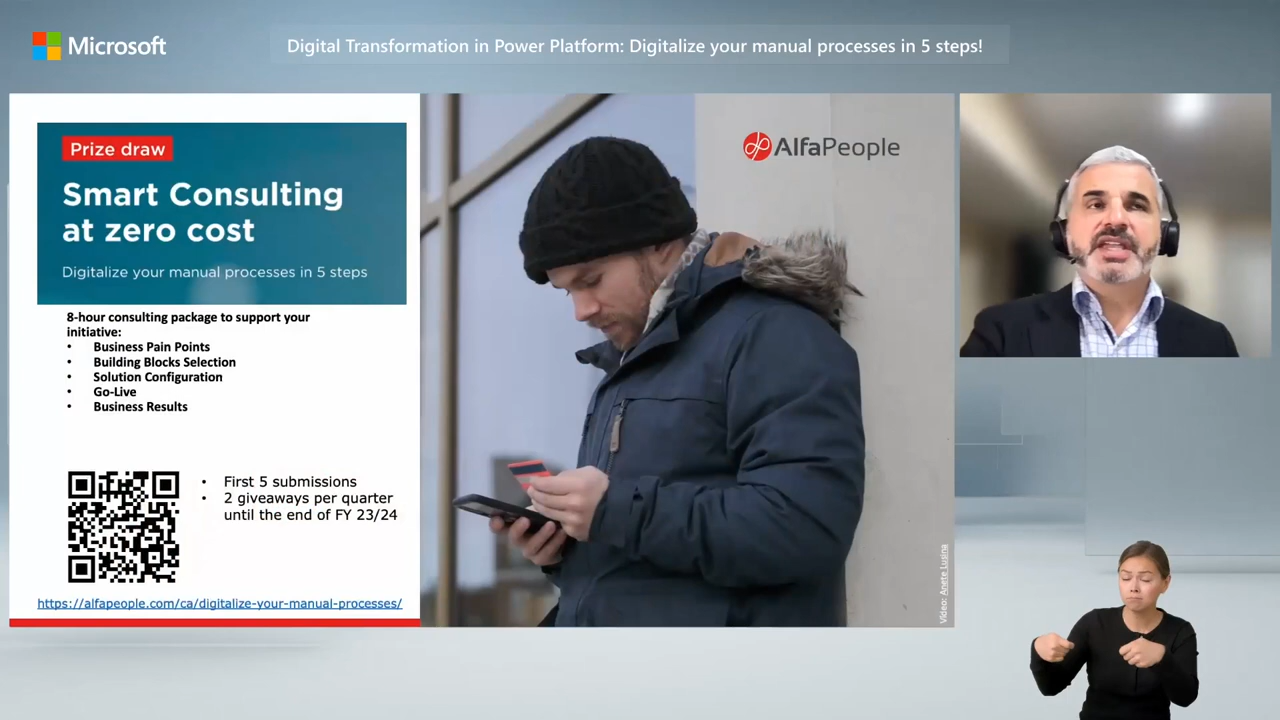 Microsoft
Digital Transformation in Power Platform: Digitalize your manual processes in 5 steps!
Prize draw
Smart Consulting
at zero cost
Digitalize your manual processes in 5 steps
8-hour consulting package to support your
initiative:
• Business Pain Points
• Building Blocks Selection
• Solution Configuration
• Go-Live
• Business Results
• First 5 submissions
• 2 giveaways per quarter
until the end of FY 23/24
https://alfapeople.com/ca/digitalize-your-manual-processes/
AlfaPeople
Video: Anete Lusina